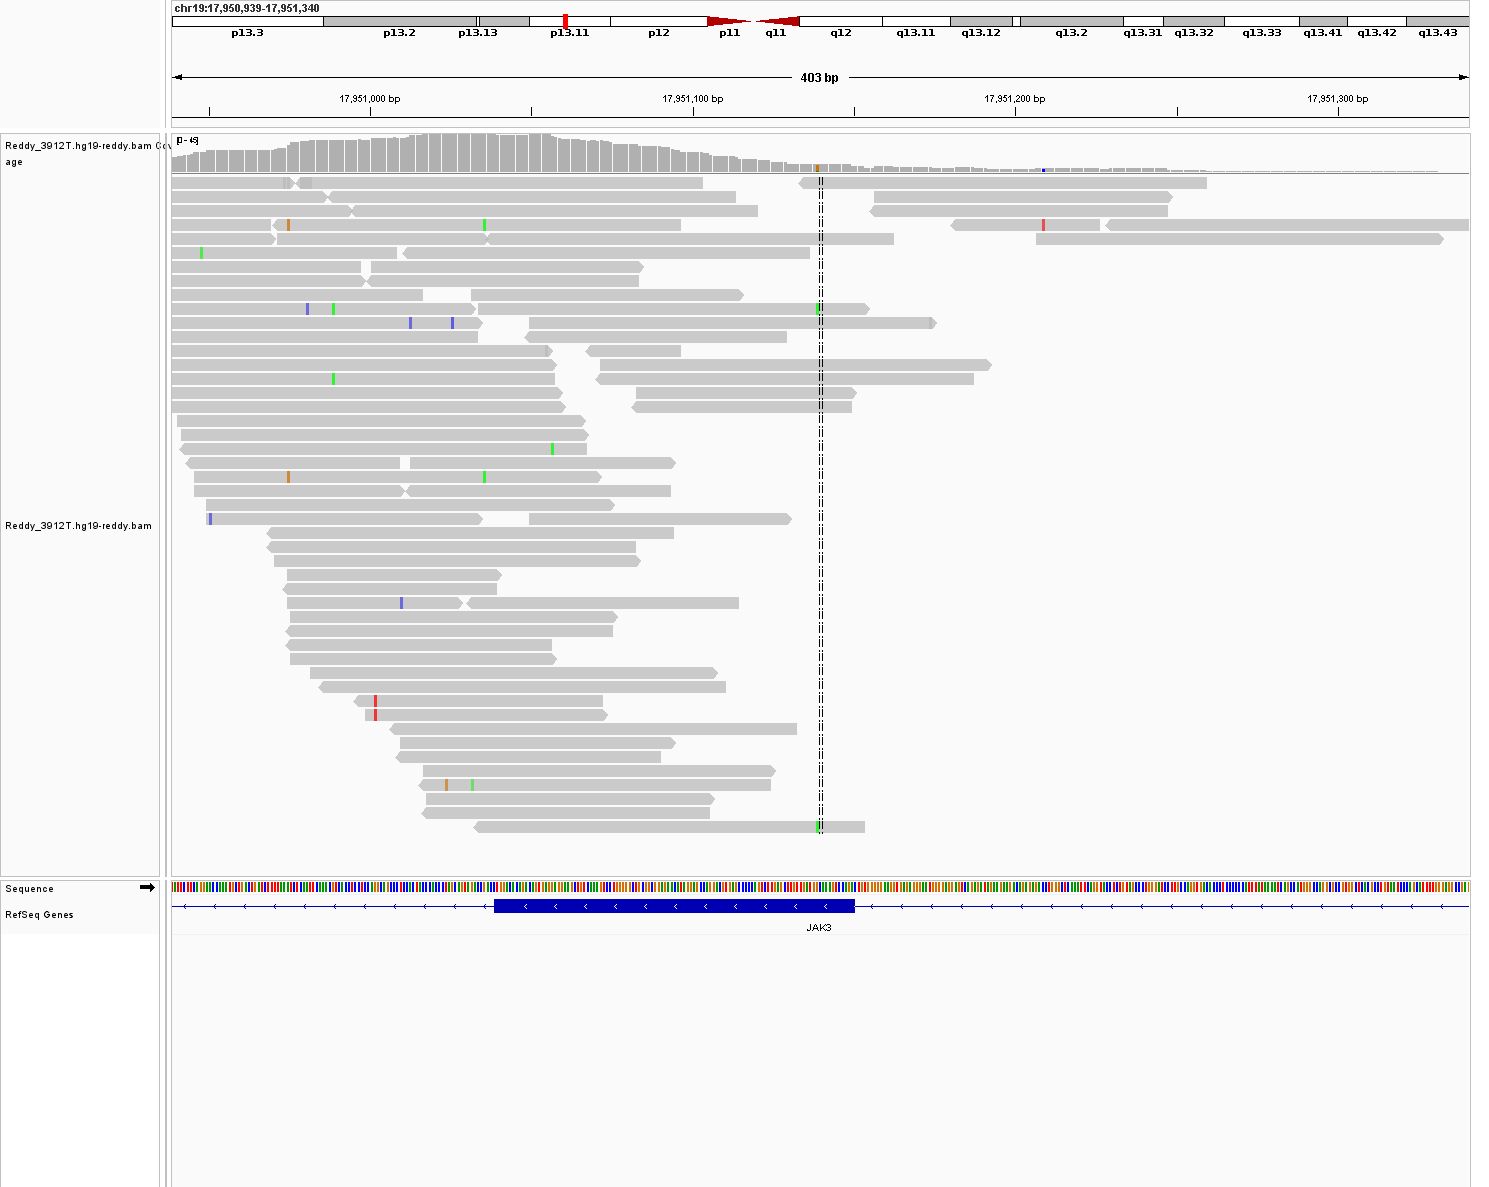 chr19:17,950,939-17,951,340
p13.3 p13.2 p13.13 p13.11 p12 p11 q11 q12 q13.11 q13.12 q13.2 q13.31 q13.32 q13.33 q13.41 q13.42 q13.43
403 bp
17,951,000 bp 17,951,100 bp 17,951,200 bp 17,951,300 bp
Reddy_3912T.hg19-reddy.bam Cov
age
[0 - 45]
Reddy_3912T.hg19-reddy.bam
Sequence
RefSeq Genes
JAK3